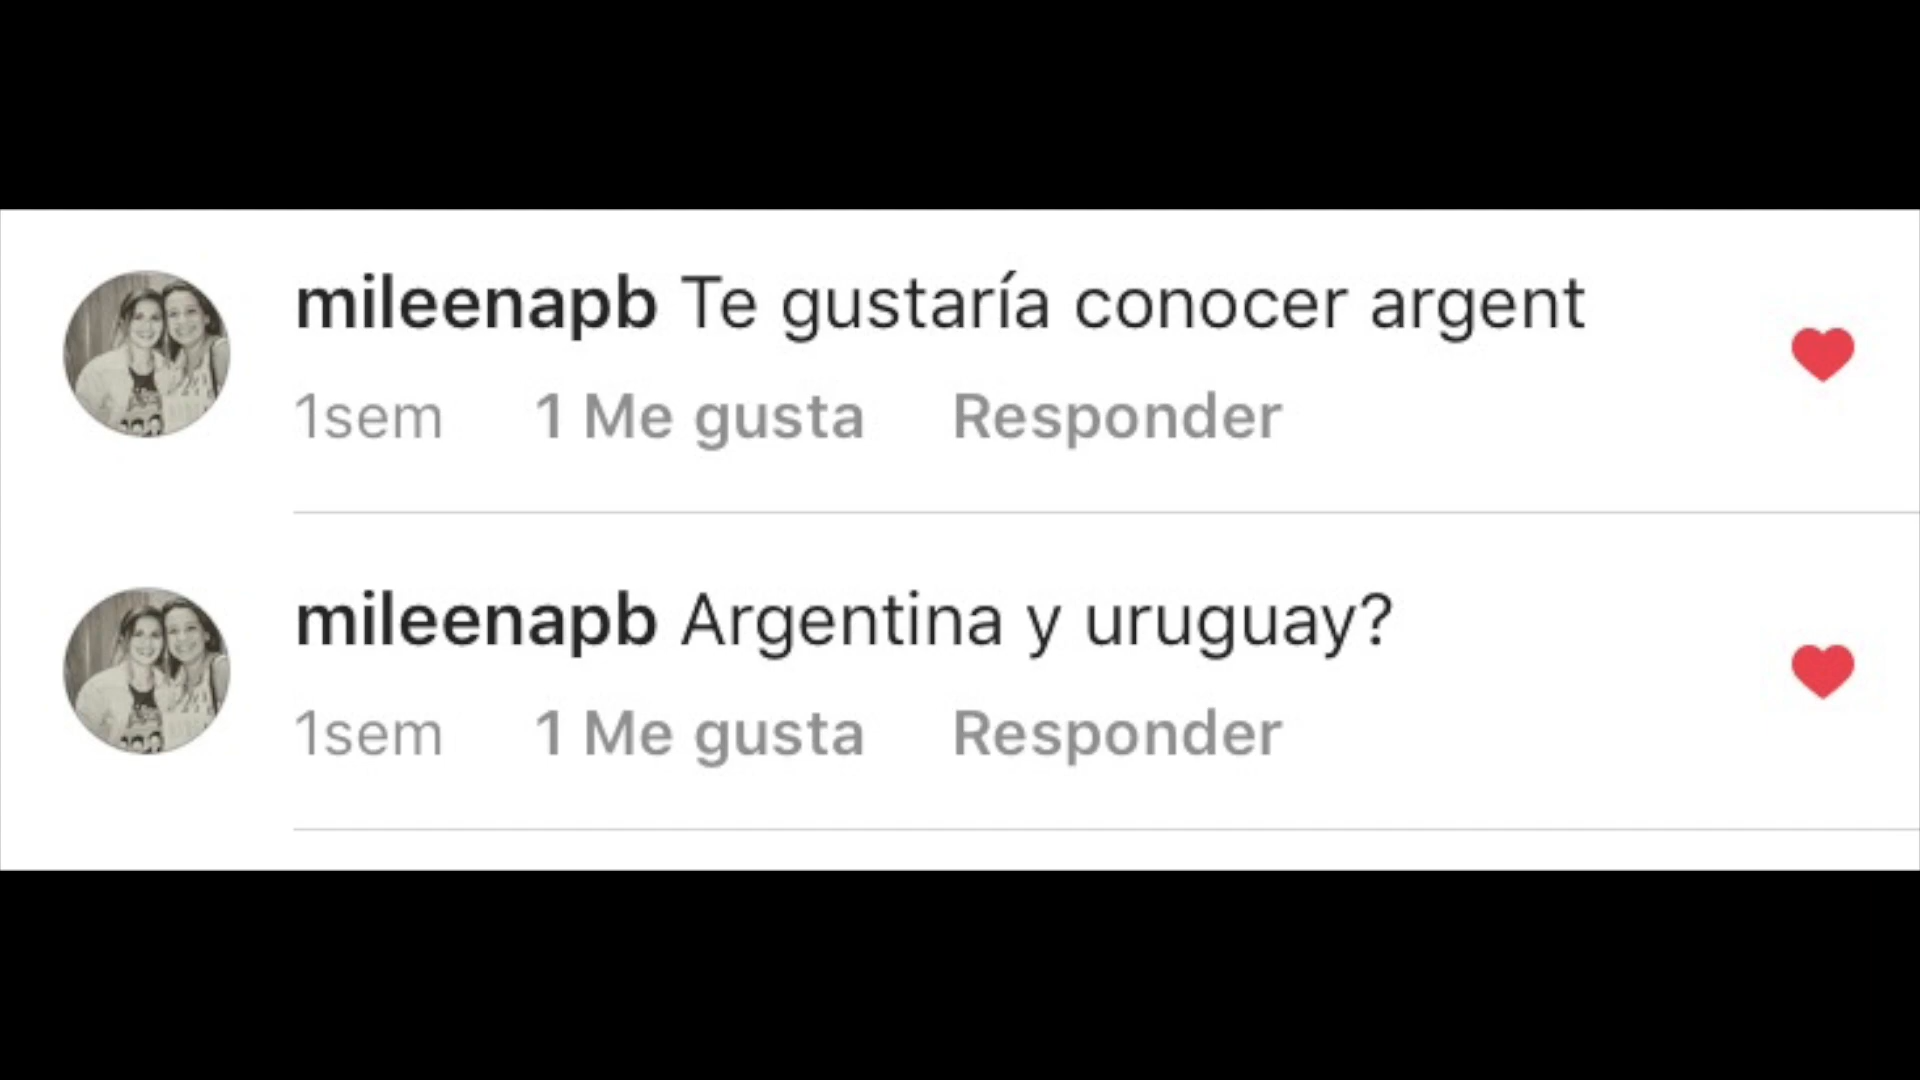 mileenapb Te gustaría conocer argent
1sem 1 Me gusta Responder
mileenapb Argentina y uruguay?
1sem 1 Me gusta Responder